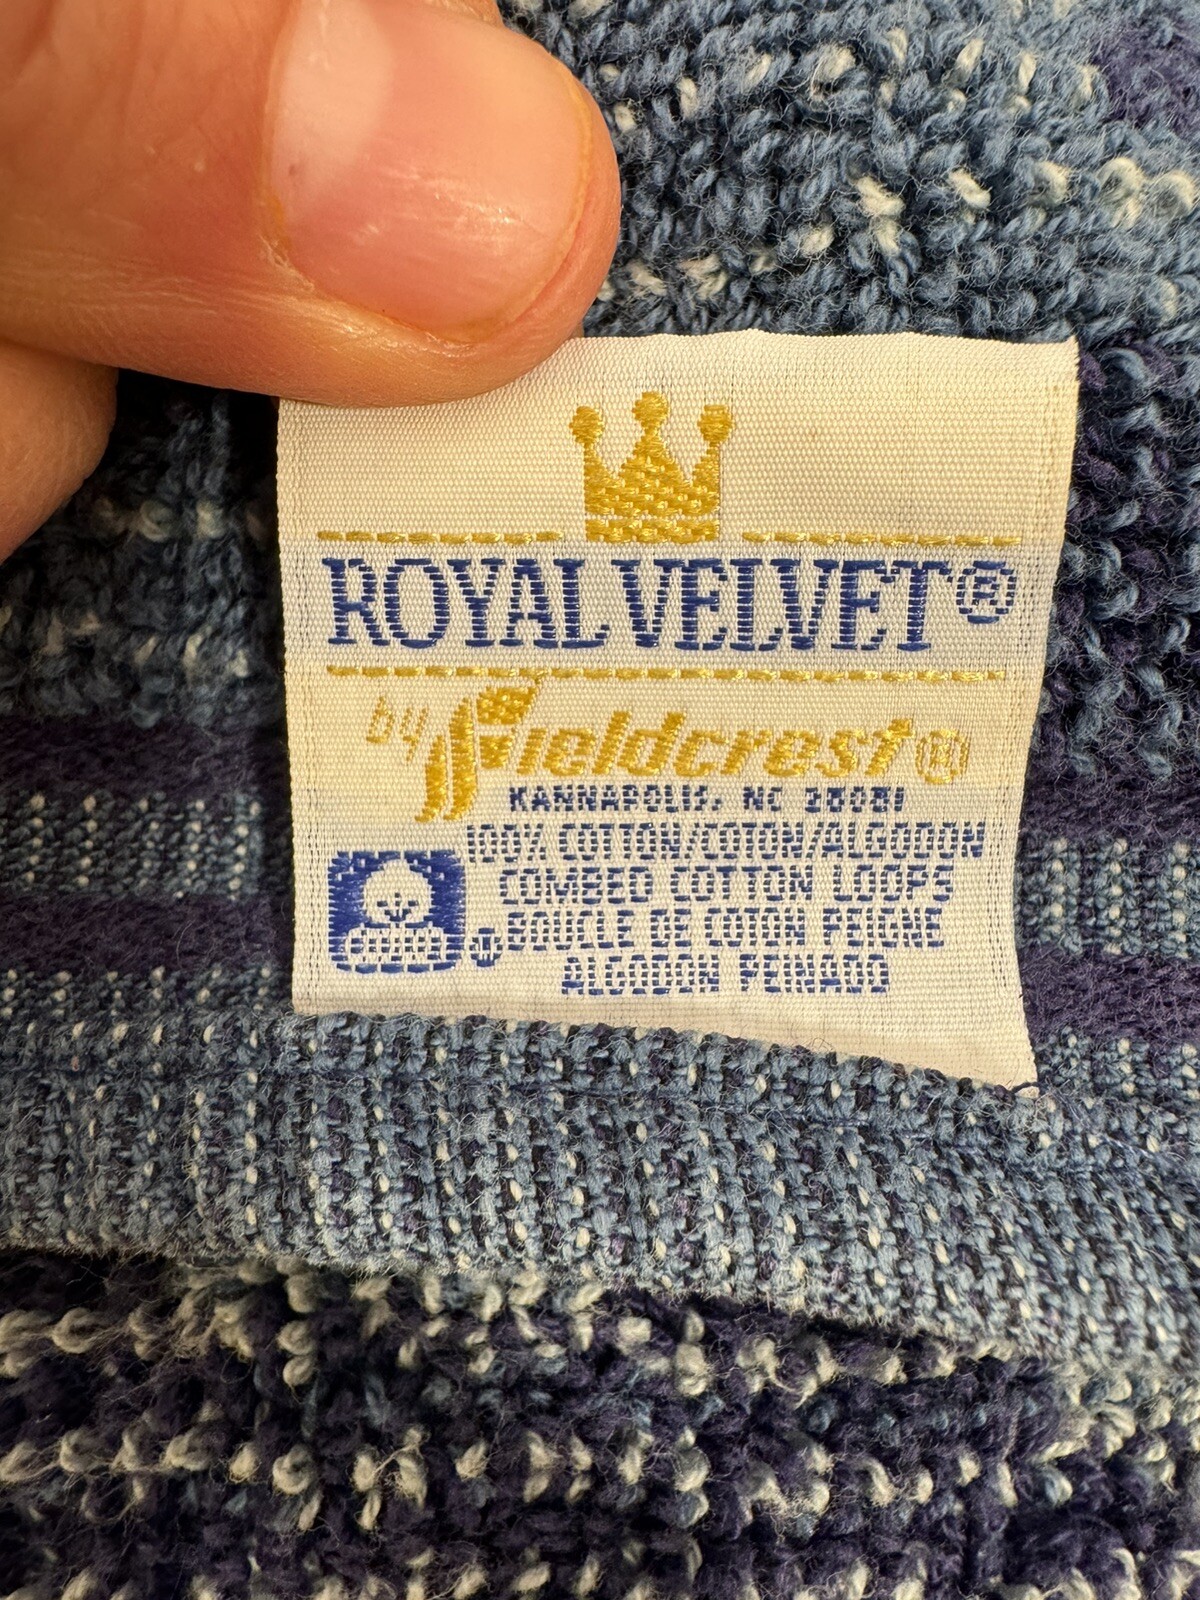 ROYAL VELVET®
by Fieldcrest®
KANNAPOLIS, NC 28081
100% COTTON/COTON/ALGODON
COMBED COTTON LOOPS
BOUCLE DE COTON PEIGNE
ALGODON PEINADO